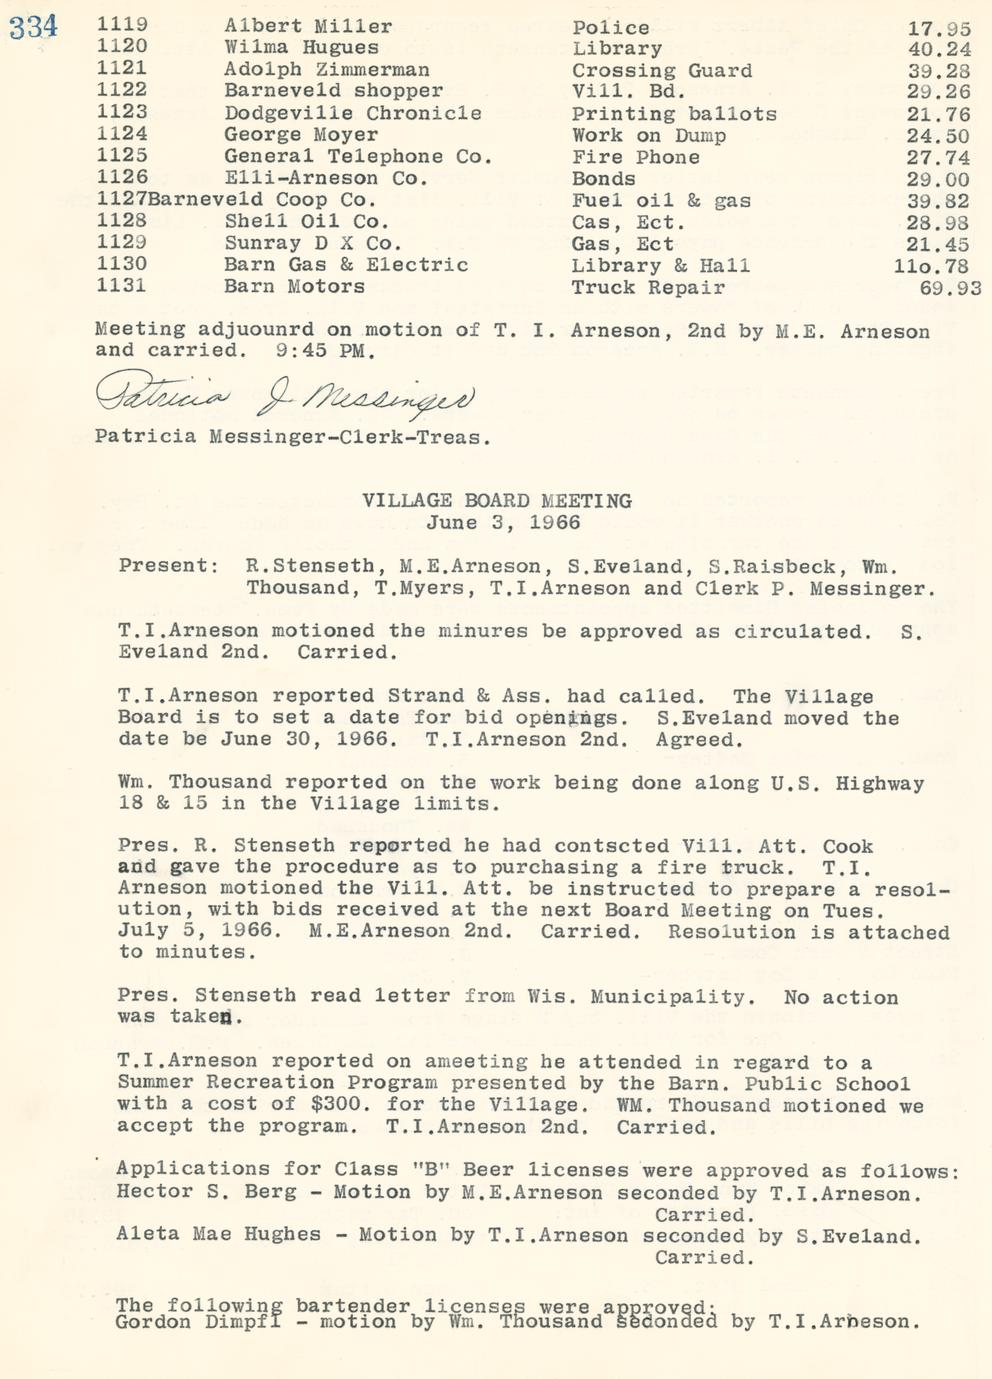 334
1119 Albert Miller Police 17.95
1120 Wilma Hugues Library 40.24
1121 Adolph Zimmerman Crossing Guard 39.28
1122 Barneveld shopper Vill. Bd. 29.26
1123 Dodgeville Chronicle Printing ballots 21.76
1124 George Moyer Work on Dump 24.50
1125 General Telephone Co. Fire Phone 27.74
1126 Elli-Arneson Co. Bonds 29.00
1127Barneveld Coop Co. Fuel oil & gas 39.82
1128 Shell Oil Co. Cas, Ect. 28.98
1129 Sunray D X Co. Gas, Ect 21.45
1130 Barn Gas & Electric Library & Hall 11o.78
1131 Barn Motors Truck Repair 69.93
Meeting adjuounrd on motion of T. I. Arneson, 2nd by M.E. Arneson
and carried. 9:45 PM.
Patricia J Messinger
Patricia Messinger-Clerk-Treas.
VILLAGE BOARD MEETING
June 3, 1966
Present: R.Stenseth, M.E.Arneson, S.Eveland, S.Raisbeck, Wm.
Thousand, T.Myers, T.I.Arneson and Clerk P. Messinger.
T.I.Arneson motioned the minures be approved as circulated. S.
Eveland 2nd. Carried.
T.I.Arneson reported Strand & Ass. had called. The Village
Board is to set a date for bid openings. S.Eveland moved the
date be June 30, 1966. T.I.Arneson 2nd. Agreed.
Wm. Thousand reported on the work being done along U.S. Highway
18 & 15 in the Village limits.
Pres. R. Stenseth reported he had contscted Vill. Att. Cook
and gave the procedure as to purchasing a fire truck. T.I.
Arneson motioned the Vill. Att. be instructed to prepare a resol-
ution, with bids received at the next Board Meeting on Tues.
July 5, 1966. M.E.Arneson 2nd. Carried. Resolution is attached
to minutes.
Pres. Stenseth read letter from Wis. Municipality. No action
was taken.
T.I.Arneson reported on ameeting he attended in regard to a
Summer Recreation Program presented by the Barn. Public School
with a cost of $300. for the Village. WM. Thousand motioned we
accept the program. T.I.Arneson 2nd. Carried.
Applications for Class "B" Beer licenses were approved as follows:
Hector S. Berg - Motion by M.E.Arneson seconded by T.I.Arneson.
Carried.
Aleta Mae Hughes - Motion by T.I.Arneson seconded by S.Eveland.
Carried.
The following bartender licenses were approved:
Gordon Dimpfl - motion by Wm. Thousand sedonded by T.I.Arneson.